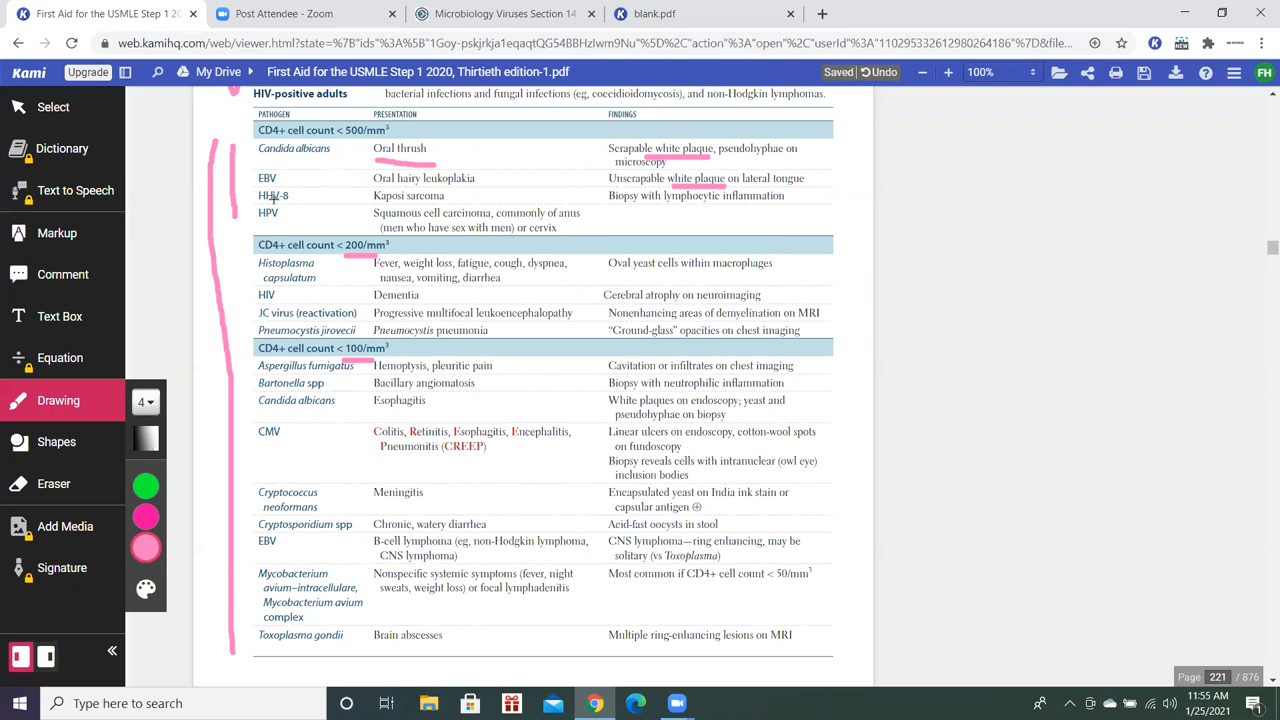 First Aid for the USMLE Step 1 20
Post Attendee - Zoom
Microbiology Viruses Section 14
blank.pdf
web.kamihq.com/web/viewer.html?state=%7B"ids"%3A%5B"1Goy-pskjxkja1eqaqtQG54BBHzIwm9Nu"%5D%2C"action"%3A"open"%2C"userId"%3A"110295332612980264186"%7D&file...
NEW
Kami
Upgrade
My Drive
First Aid for the USMLE Step 1 2020, Thirtieth edition-1.pdf
Saved Undo
100%
FH
Select
Dictionary
Text to Speech
Markup
Comment
Text Box
Equation
Drawing
Shapes
Eraser
Add Media
Signature
4
HIV-positive adults bacterial infections and fungal infections (eg, coccidioidomycosis), and non-Hodgkin lymphomas.
PATHOGEN PRESENTATION FINDINGS
CD4+ cell count < 500/mm³
Candida albicans Oral thrush Scrapable white plaque, pseudohyphae on
microscopy
EBV Oral hairy leukoplakia Unscrapable white plaque on lateral tongue
HHV-8 Kaposi sarcoma Biopsy with lymphocytic inflammation
HPV Squamous cell carcinoma, commonly of anus
(men who have sex with men) or cervix
CD4+ cell count < 200/mm³
Histoplasma Fever, weight loss, fatigue, cough, dyspnea, Oval yeast cells within macrophages
capsulatum nausea, vomiting, diarrhea
HIV Dementia Cerebral atrophy on neuroimaging
JC virus (reactivation) Progressive multifocal leukoencephalopathy Nonenhancing areas of demyelination on MRI
Pneumocystis jirovecii Pneumocystis pneumonia “Ground-glass” opacities on chest imaging
CD4+ cell count < 100/mm³
Aspergillus fumigatus Hemoptysis, pleuritic pain Cavitation or infiltrates on chest imaging
Bartonella spp Bacillary angiomatosis Biopsy with neutrophilic inflammation
Candida albicans Esophagitis White plaques on endoscopy; yeast and
pseudohyphae on biopsy
CMV Colitis, Retinitis, Esophagitis, Encephalitis, Linear ulcers on endoscopy, cotton-wool spots
Pneumonitis (CREEP) on fundoscopy
Biopsy reveals cells with intranuclear (owl eye)
inclusion bodies
Cryptococcus Meningitis Encapsulated yeast on India ink stain or
neoformans capsular antigen ⊕
Cryptosporidium spp Chronic, watery diarrhea Acid-fast oocysts in stool
EBV B-cell lymphoma (eg, non-Hodgkin lymphoma, CNS lymphoma—ring enhancing, may be
CNS lymphoma) solitary (vs Toxoplasma)
Mycobacterium Nonspecific systemic symptoms (fever, night Most common if CD4+ cell count < 50/mm³
avium–intracellulare, sweats, weight loss) or focal lymphadenitis
Mycobacterium avium
complex
Toxoplasma gondii Brain abscesses Multiple ring-enhancing lesions on MRI
Page 221 / 876
Type here to search
11:55 AM
1/25/2021